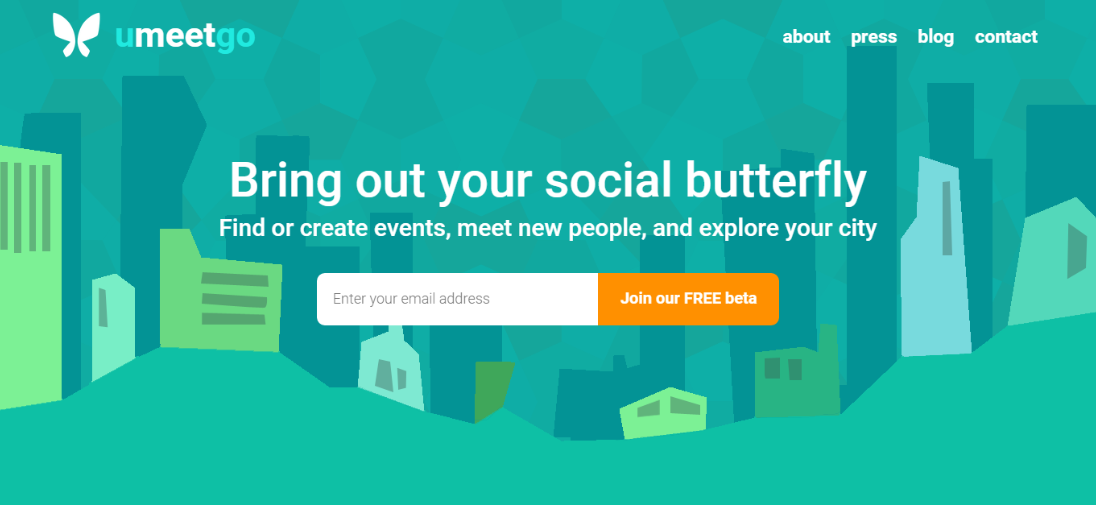 umeetgo
about press blog contact
Bring out your social butterfly
Find or create events, meet new people, and explore your city
Enter your email address Join our FREE beta